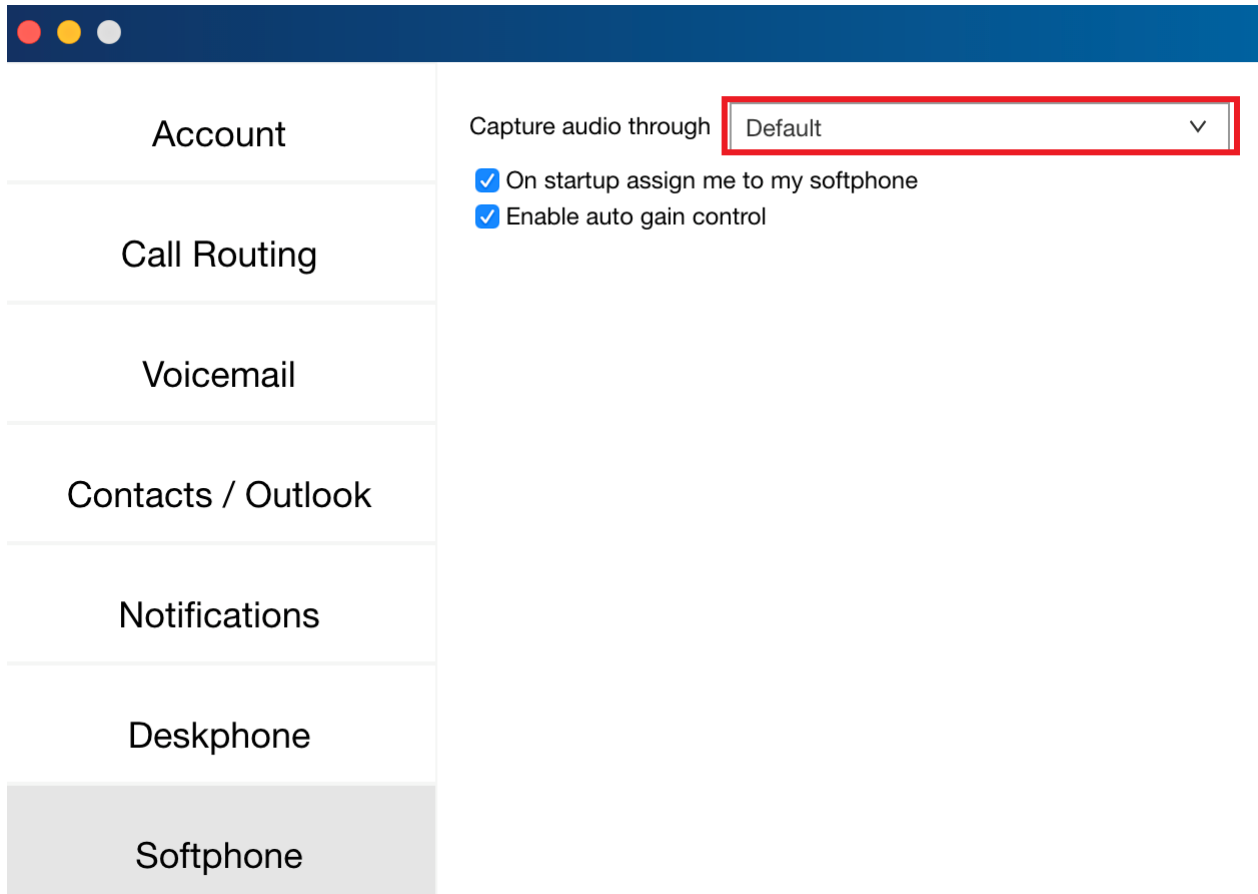 Account
Call Routing
Voicemail
Contacts / Outlook
Notifications
Deskphone
Softphone
Capture audio through Default
On startup assign me to my softphone
Enable auto gain control